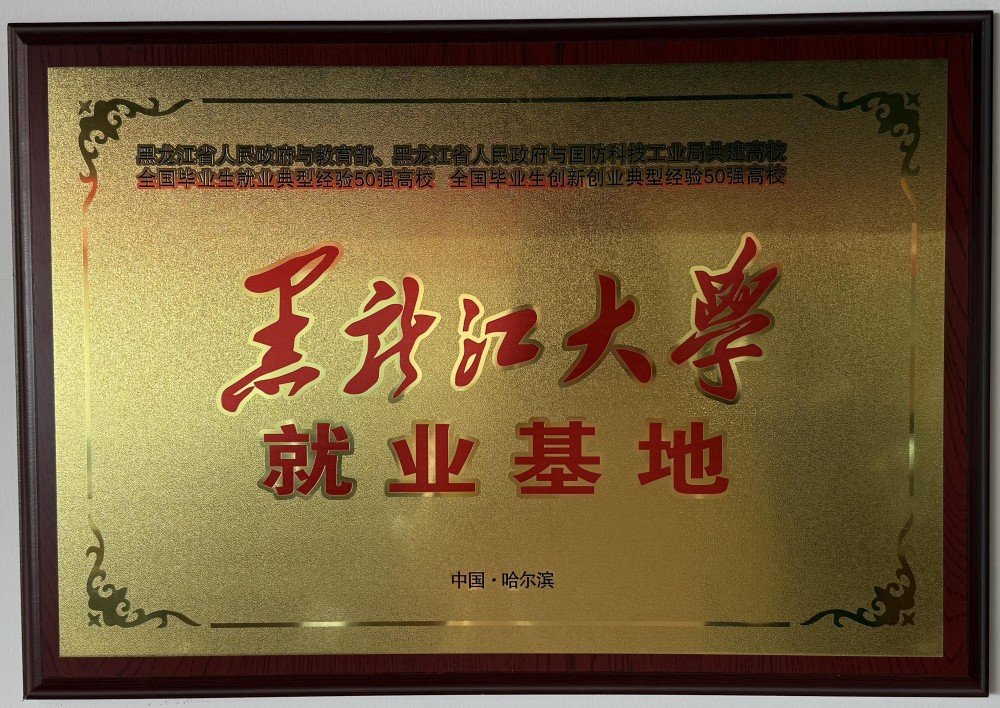 黑龙江省人民政府与教育部、黑龙江省人民政府与国防科技工业局共建高校
全国毕业生就业典型经验50强高校 全国毕业生创新创业典型经验50强高校
黑龙江大學
就业基地
中国·哈尔滨